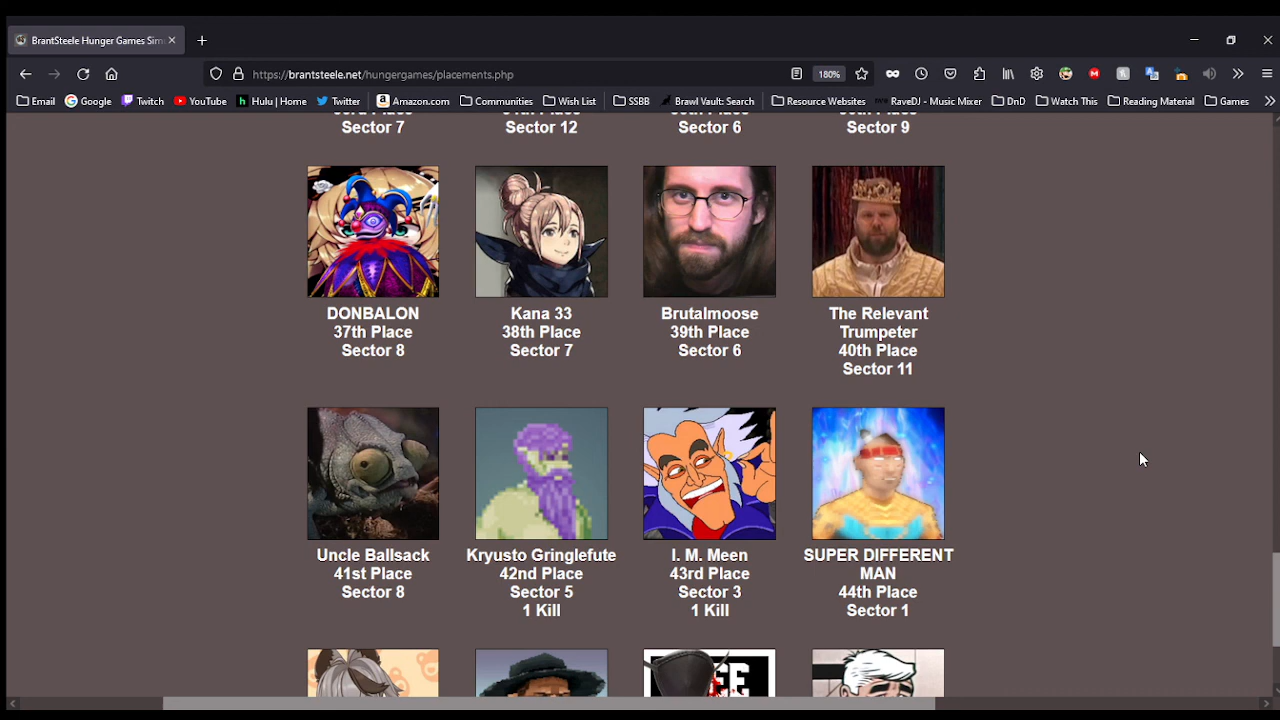 BrantSteele Hunger Games Sim
https://brantsteele.net/hungergames/placements.php
180%
Email
Google
Twitch
YouTube
Hulu | Home
Twitter
Amazon.com
Communities
Wish List
SSBB
Brawl Vault: Search
Resource Websites
RaveDJ - Music Mixer
DnD
Watch This
Reading Material
Games
Sector 7
Sector 12
Sector 6
Sector 9
DONBALON
37th Place
Sector 8
Kana 33
38th Place
Sector 7
Brutalmoose
39th Place
Sector 6
The Relevant
Trumpeter
40th Place
Sector 11
Uncle Ballsack
41st Place
Sector 8
Kryusto Gringlefute
42nd Place
Sector 5
1 Kill
I. M. Meen
43rd Place
Sector 3
1 Kill
SUPER DIFFERENT
MAN
44th Place
Sector 1